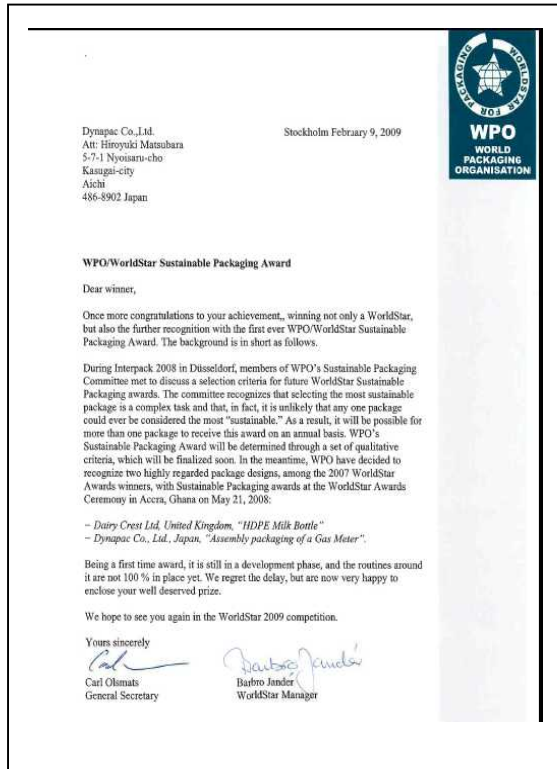 WORLDSTAR FOR PACKAGING
WPO
WORLD
PACKAGING
ORGANISATION
Dynapac Co.,Ltd. Stockholm February 9, 2009
Att: Hiroyuki Matsubara
5-7-1 Nyoisaru-cho
Kasugai-city
Aichi
486-8902 Japan
WPO/WorldStar Sustainable Packaging Award
Dear winner,
Once more congratulations to your achievement,, winning not only a WorldStar,
but also the further recognition with the first ever WPO/WorldStar Sustainable
Packaging Award. The background is in short as follows.
During Interpack 2008 in Düsseldorf, members of WPO's Sustainable Packaging
Committee met to discuss a selection criteria for future WorldStar Sustainable
Packaging awards. The committee recognizes that selecting the most sustainable
package is a complex task and that, in fact, it is unlikely that any one package
could ever be considered the most "sustainable." As a result, it will be possible for
more than one package to receive this award on an annual basis. WPO's
Sustainable Packaging Award will be determined through a set of qualitative
criteria, which will be finalized soon. In the meantime, WPO have decided to
recognize two highly regarded package designs, among the 2007 WorldStar
Awards winners, with Sustainable Packaging awards at the WorldStar Awards
Ceremony in Accra, Ghana on May 21, 2008:
– Dairy Crest Ltd, United Kingdom, "HDPE Milk Bottle"
– Dynapac Co., Ltd., Japan, "Assembly packaging of a Gas Meter".
Being a first time award, it is still in a development phase, and the routines around
it are not 100 % in place yet. We regret the delay, but are now very happy to
enclose your well deserved prize.
We hope to see you again in the WorldStar 2009 competition.
Yours sincerely
Barbro Jandér
Carl Olsmats Barbro Jandér
General Secretary WorldStar Manager